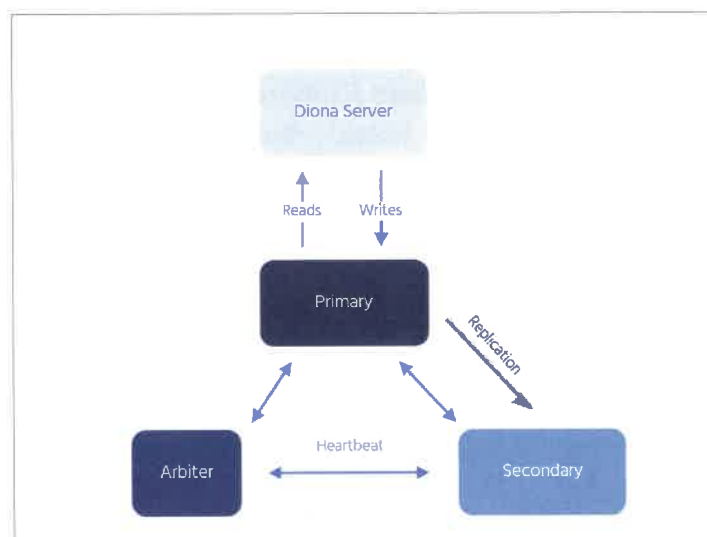 Diona Server
Reads
Writes
Primary
Replication
Heartbeat
Arbiter
Secondary